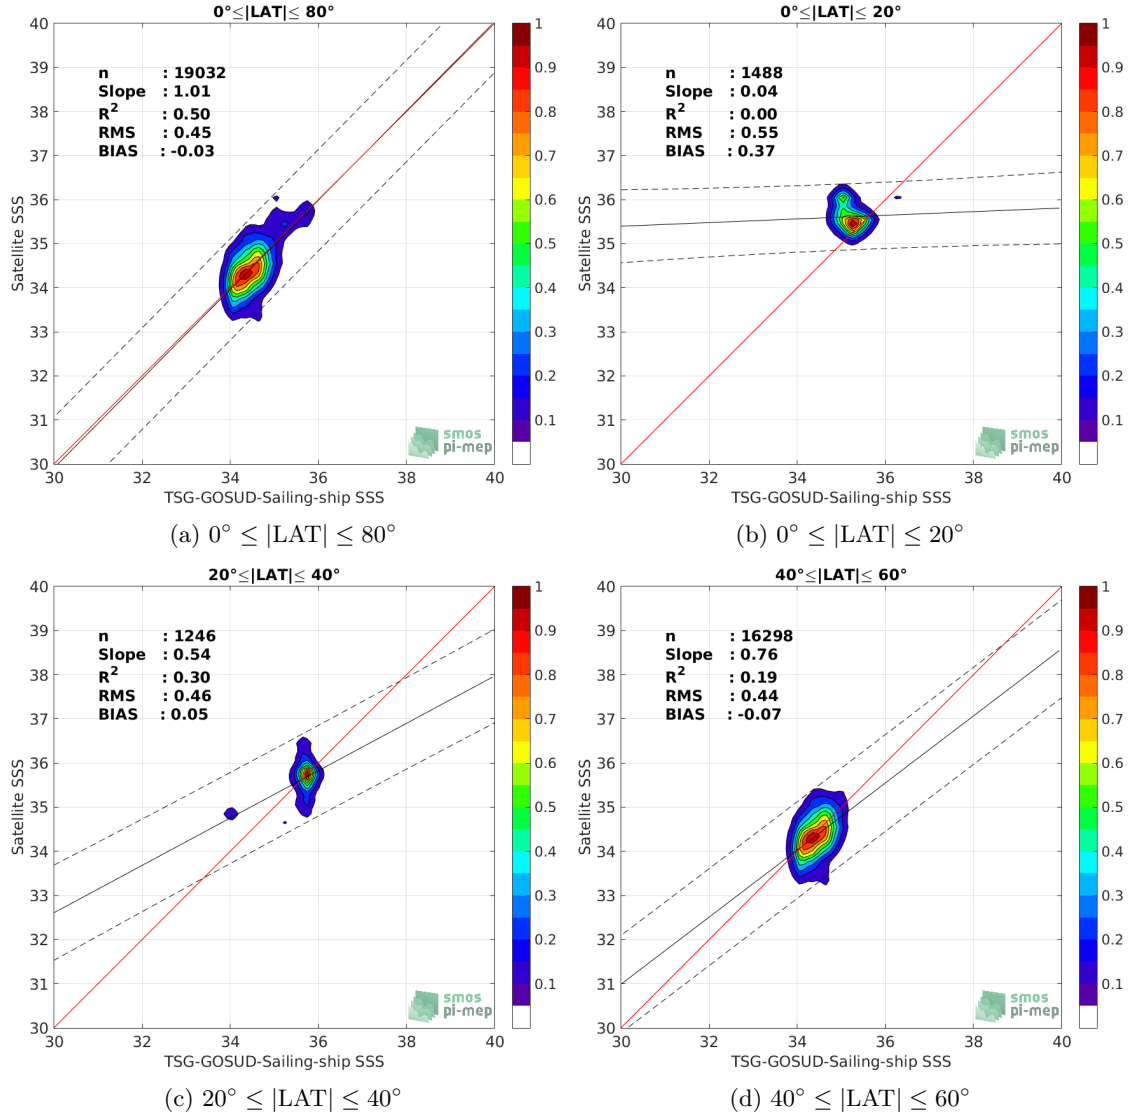 0°≤|LAT|≤ 80°
n : 19032
Slope : 1.01
R² : 0.50
RMS : 0.45
BIAS : -0.03
Satellite SSS
40
39
38
37
36
35
34
33
32
31
30
30 32 34 36 38 40
TSG-GOSUD-Sailing-ship SSS
1
0.9
0.8
0.7
0.6
0.5
0.4
0.3
0.2
0.1
smos
pi-mep
(a) 0° ≤ |LAT| ≤ 80°
0°≤|LAT|≤ 20°
n : 1488
Slope : 0.04
R² : 0.00
RMS : 0.55
BIAS : 0.37
Satellite SSS
40
39
38
37
36
35
34
33
32
31
30
30 32 34 36 38 40
TSG-GOSUD-Sailing-ship SSS
1
0.9
0.8
0.7
0.6
0.5
0.4
0.3
0.2
0.1
smos
pi-mep
(b) 0° ≤ |LAT| ≤ 20°
20°≤|LAT|≤ 40°
n : 1246
Slope : 0.54
R² : 0.30
RMS : 0.46
BIAS : 0.05
Satellite SSS
40
39
38
37
36
35
34
33
32
31
30
30 32 34 36 38 40
TSG-GOSUD-Sailing-ship SSS
1
0.9
0.8
0.7
0.6
0.5
0.4
0.3
0.2
0.1
smos
pi-mep
(c) 20° ≤ |LAT| ≤ 40°
40°≤|LAT|≤ 60°
n : 16298
Slope : 0.76
R² : 0.19
RMS : 0.44
BIAS : -0.07
Satellite SSS
40
39
38
37
36
35
34
33
32
31
30
30 32 34 36 38 40
TSG-GOSUD-Sailing-ship SSS
1
0.9
0.8
0.7
0.6
0.5
0.4
0.3
0.2
0.1
smos
pi-mep
(d) 40° ≤ |LAT| ≤ 60°